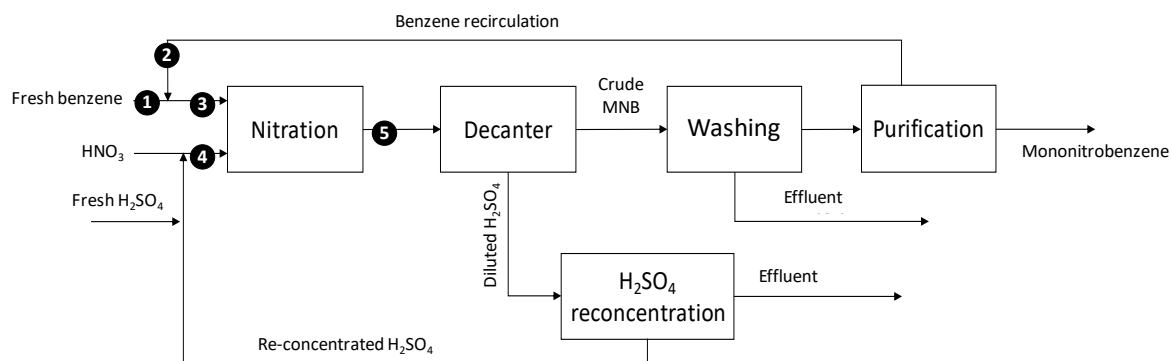 Benzene recirculation
2
Fresh benzene
1
3
HNO₃
4
Fresh H₂SO₄
Nitration
5
Decanter
Crude
MNB
Washing
Purification
Mononitrobenzene
Effluent
Diluted H₂SO₄
H₂SO₄
reconcentration
Effluent
Re-concentrated H₂SO₄